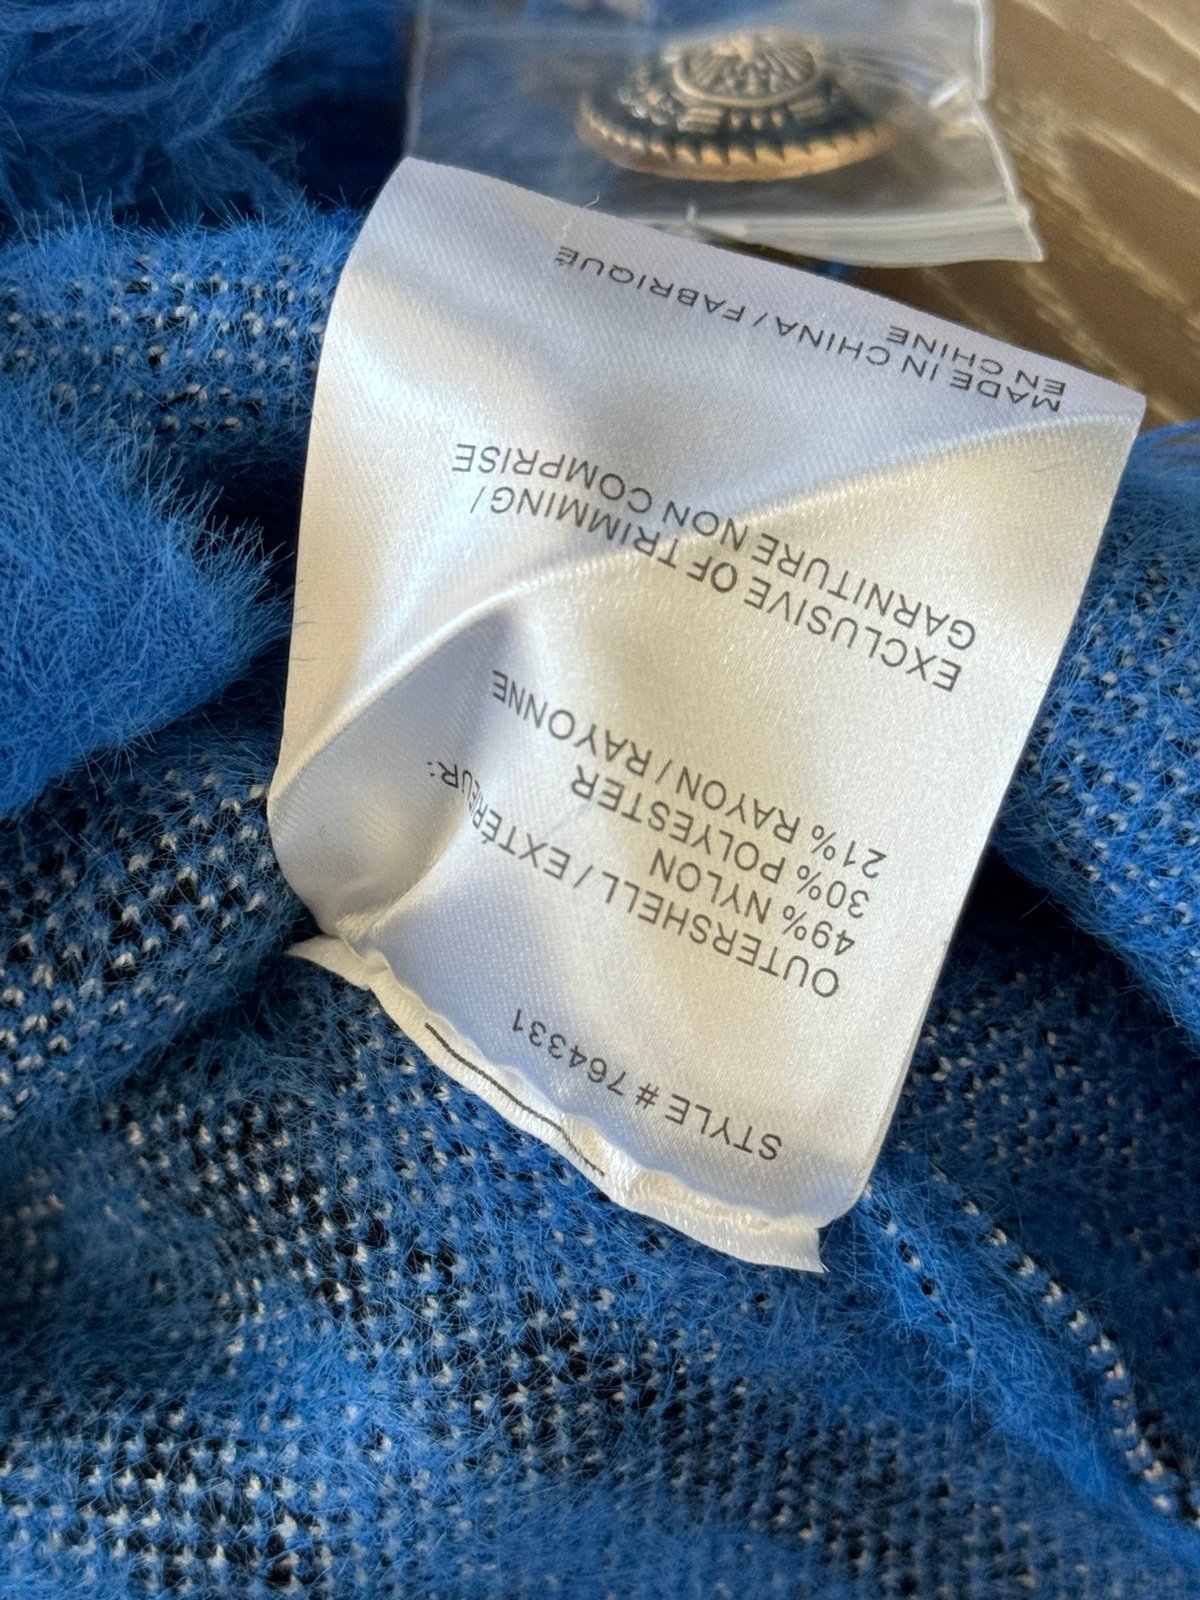 STYLE # 764331
OUTERSHELL / EXTÉRIEUR:
49% NYLON
30% POLYESTER
21% RAYON / RAYONNE
EXCLUSIVE OF TRIMMING /
GARNITURE NON COMPRISE
MADE IN CHINA / FABRIQUÉ
EN CHINE